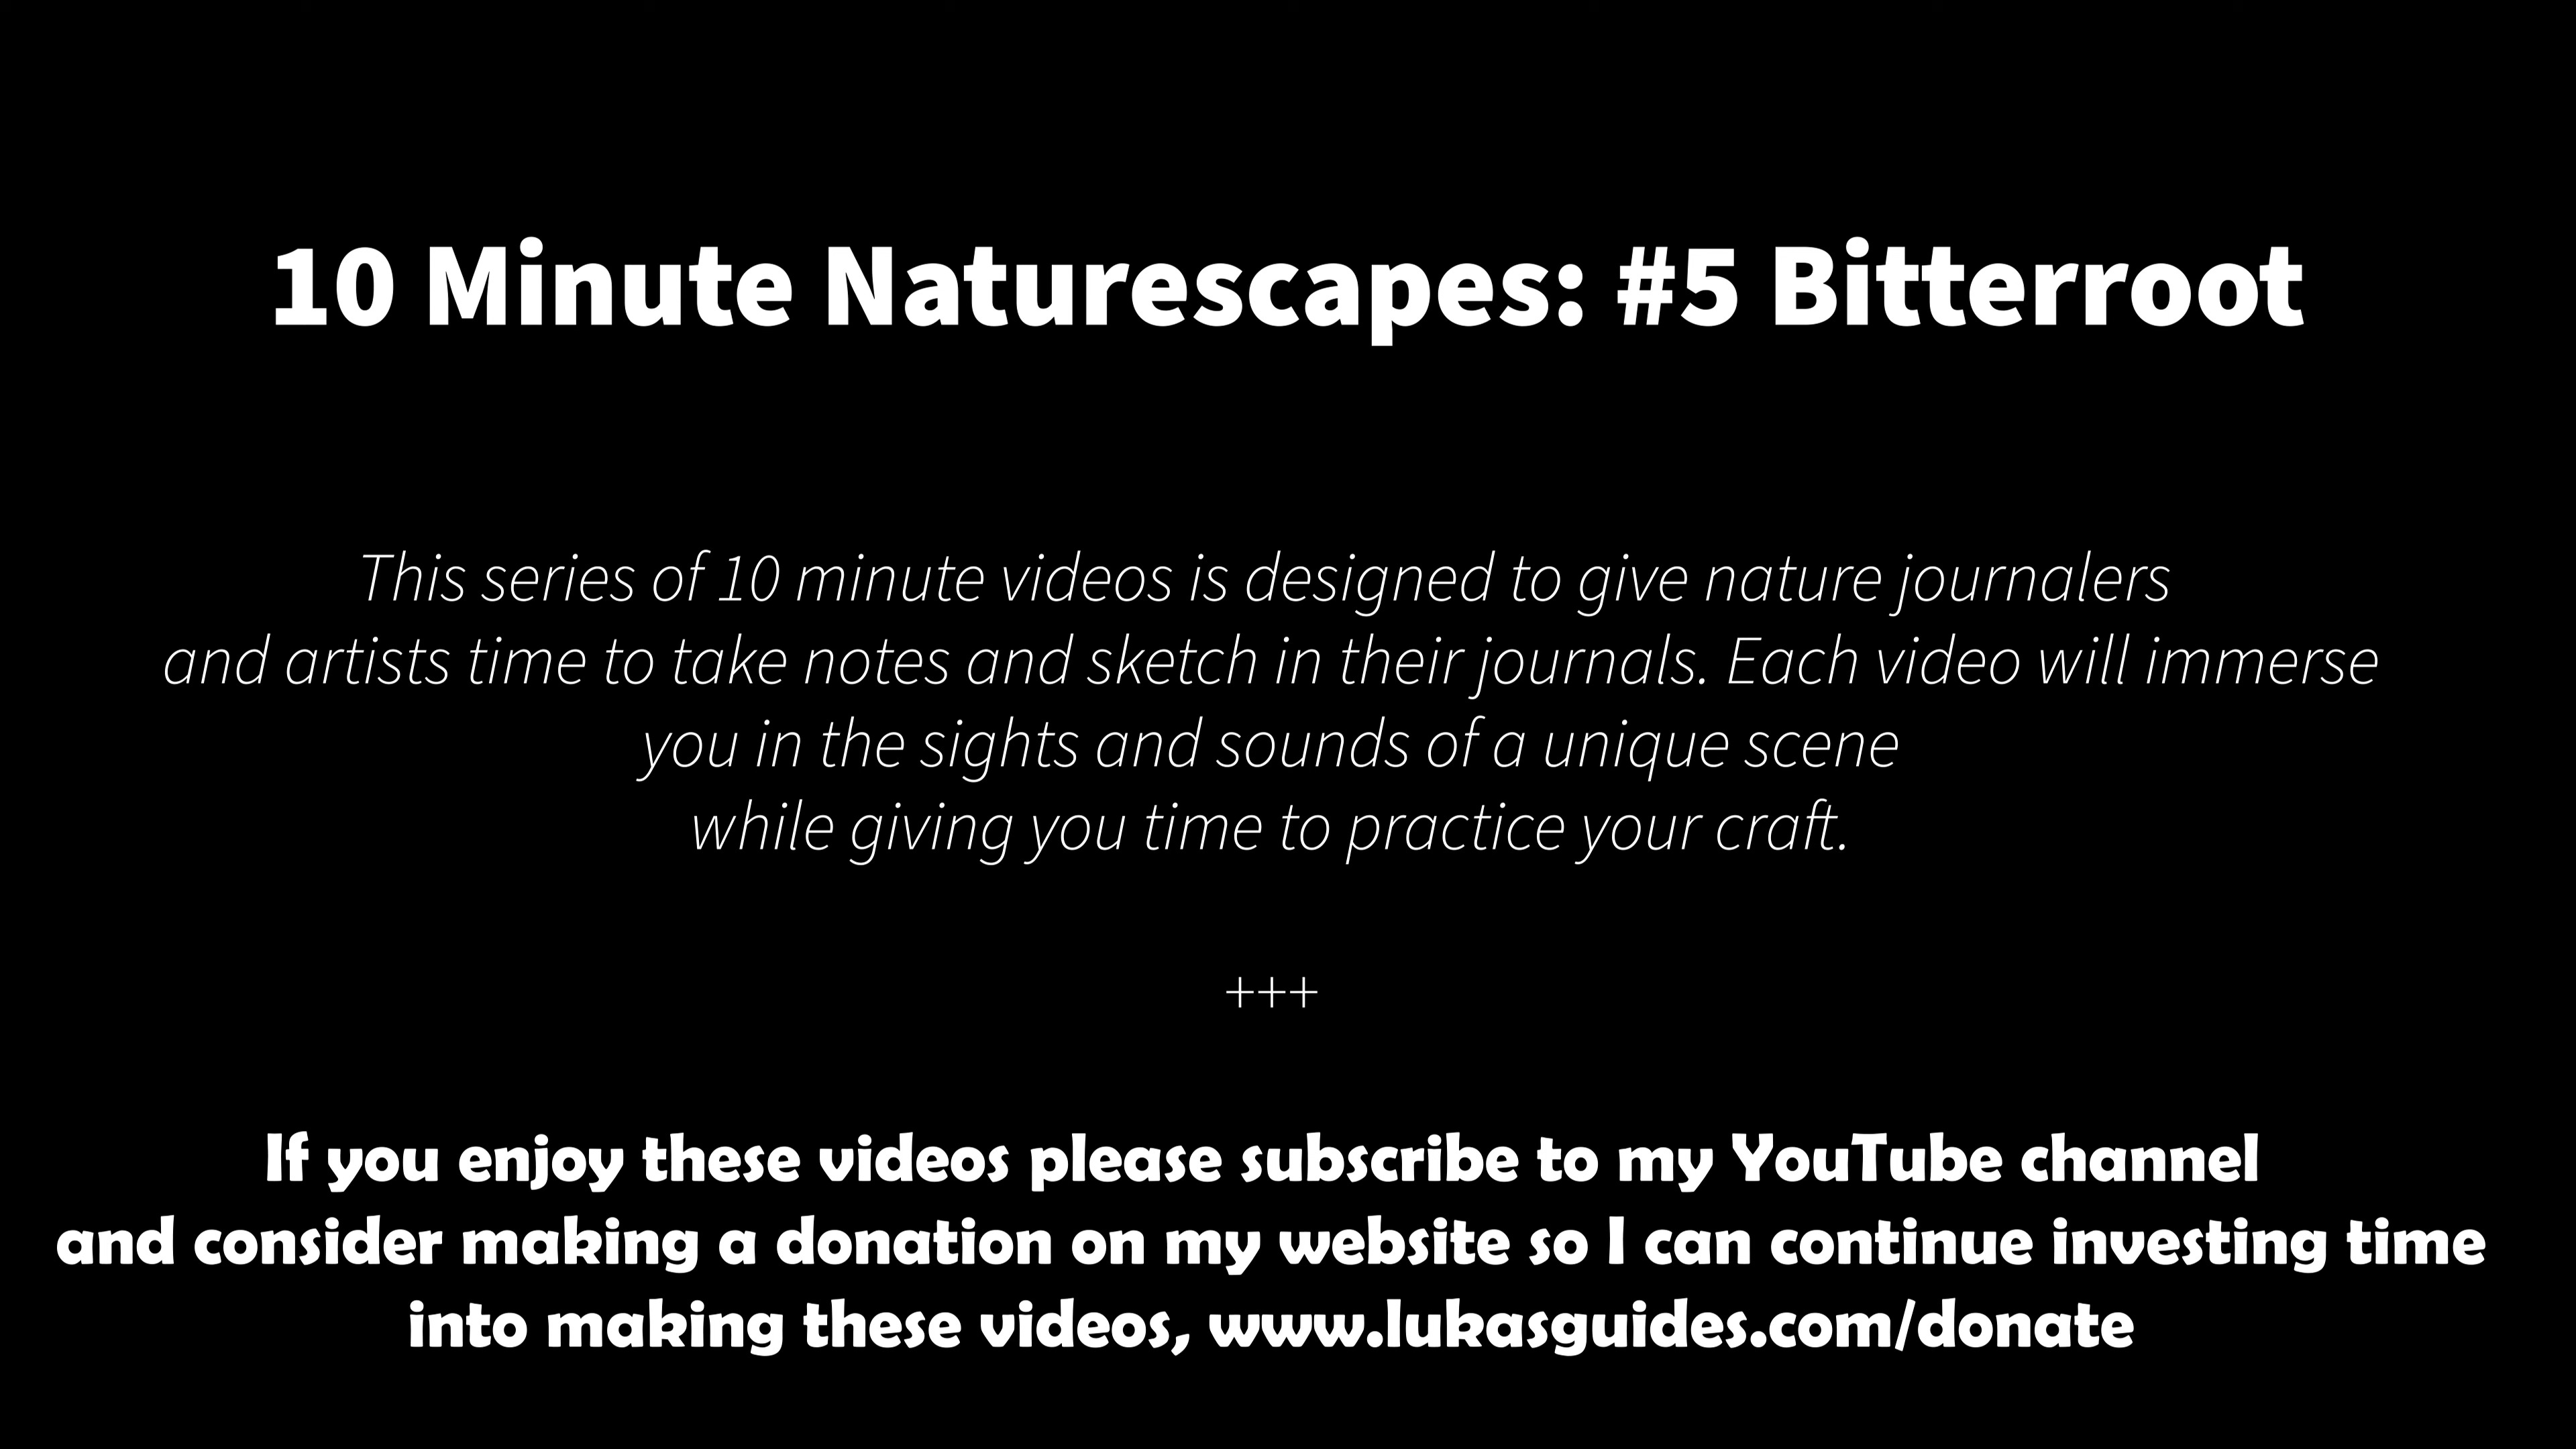 10 Minute Naturescapes: #5 Bitterroot
This series of 10 minute videos is designed to give nature journalers
and artists time to take notes and sketch in their journals. Each video will immerse
you in the sights and sounds of a unique scene
while giving you time to practice your craft.
+++
If you enjoy these videos please subscribe to my YouTube channel
and consider making a donation on my website so I can continue investing time
into making these videos, www.lukasguides.com/donate